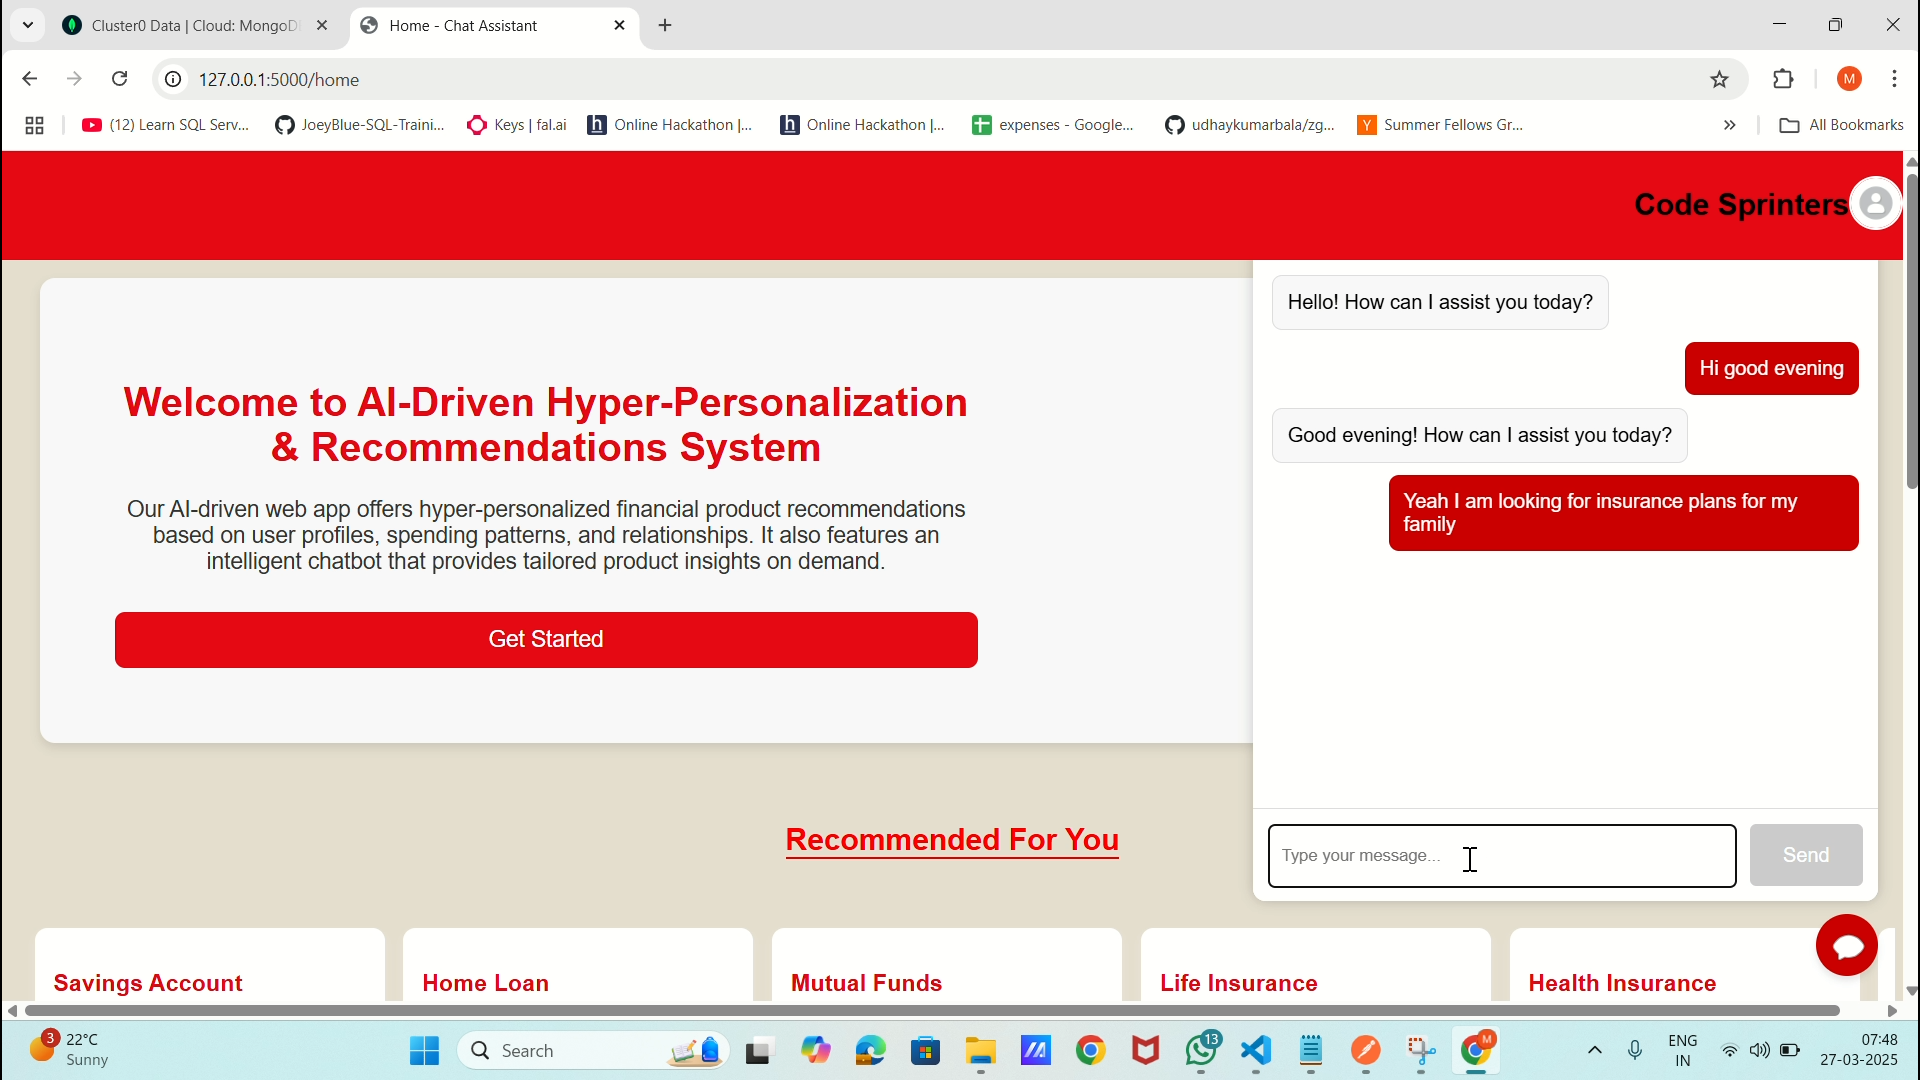 Cluster0 Data | Cloud: MongoD
Home - Chat Assistant
127.0.0.1:5000/home
M
(12) Learn SQL Serv...
JoeyBlue-SQL-Traini...
Keys | fal.ai
Online Hackathon |...
Online Hackathon |...
expenses - Google...
udhaykumarbala/zg...
Summer Fellows Gr...
All Bookmarks
Code Sprinters
Hello! How can I assist you today?
Hi good evening
Good evening! How can I assist you today?
Yeah I am looking for insurance plans for my
family
Welcome to AI-Driven Hyper-Personalization
& Recommendations System
Our AI-driven web app offers hyper-personalized financial product recommendations
based on user profiles, spending patterns, and relationships. It also features an
intelligent chatbot that provides tailored product insights on demand.
Get Started
Type your message...
Send
Recommended For You
Savings Account
Home Loan
Mutual Funds
Life Insurance
Health Insurance
3
22°C
Sunny
Search
13
M
ENG
IN
07:48
27-03-2025